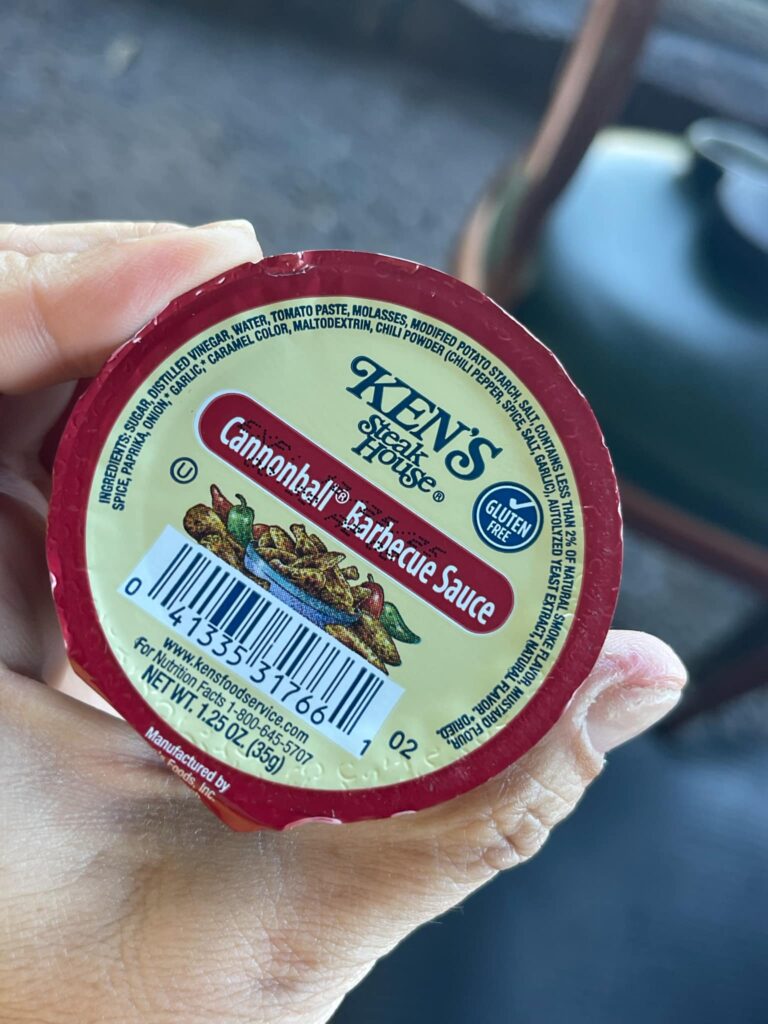 INGREDIENTS: SUGAR, DISTILLED VINEGAR, WATER, TOMATO PASTE, MOLASSES, MODIFIED POTATO STARCH, SALT, CONTAINS LESS THAN 2% OF NATURAL SMOKE FLAVOR, MUSTARD FLOUR,
SPICE, PAPRIKA, ONION,* GARLIC,* CARAMEL COLOR, MALTODEXTRIN, CHILI POWDER (CHILI PEPPER, SPICE, SALT, GARLIC), AUTOLYZED YEAST EXTRACT, NATURAL FLAVOR. *DRIED.
KEN'S
Steak
House®
GLUTEN
FREE
Cannonball® Barbecue Sauce
U
0 41335 31766 1
02
www.kensfoodservice.com
For Nutrition Facts 1-800-645-5707
NET WT. 1.25 OZ. (35g)
Manufactured by
Foods, Inc.